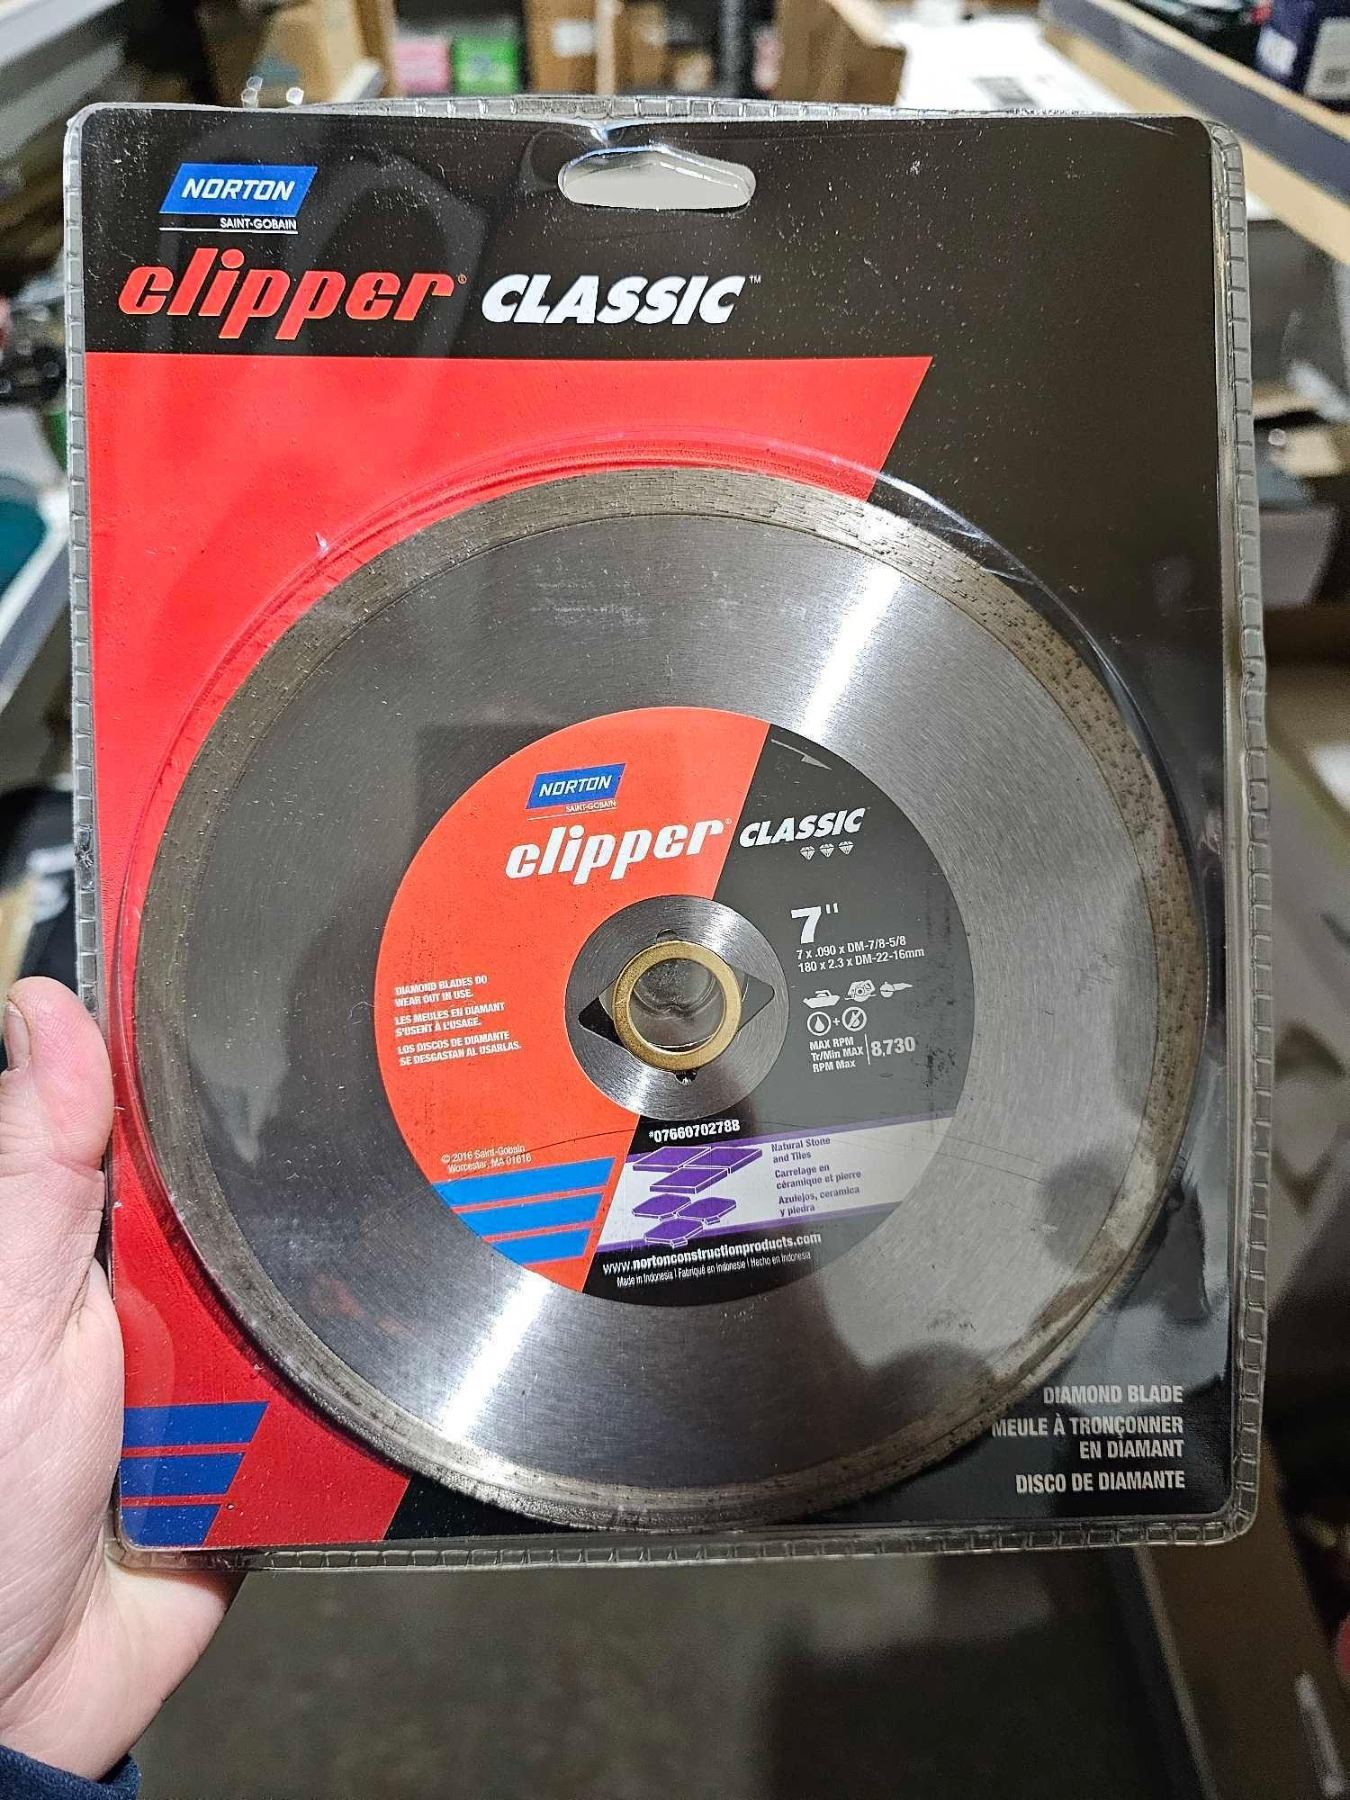 NORTON
SAINT-GOBAIN
clipper® CLASSIC™
NORTON
SAINT-GOBAIN
clipper® CLASSIC
7"
7 x .090 x DM-7/8-5/8
180 x 2.3 x DM-22-16mm
DIAMOND BLADES DO
WEAR OUT IN USE.
LES MEULES EN DIAMANT
S'USENT À L'USAGE.
LOS DISCOS DE DIAMANTE
SE DESGASTAN AL USARLAS.
MAX RPM
Tr/Min MAX
RPM Max
8,730
*07660702788
© 2016 Saint-Gobain
Worcester, MA 01616
Natural Stone
and Tiles
Carrelage en
céramique et pierre
Azulejos, ceramica
y piedra
www.nortonconstructionproducts.com
Made in Indonesia | Fabriqué en Indonesie | Hecho en Indonesia
DIAMOND BLADE
MEULE À TRONÇONNER
EN DIAMANT
DISCO DE DIAMANTE